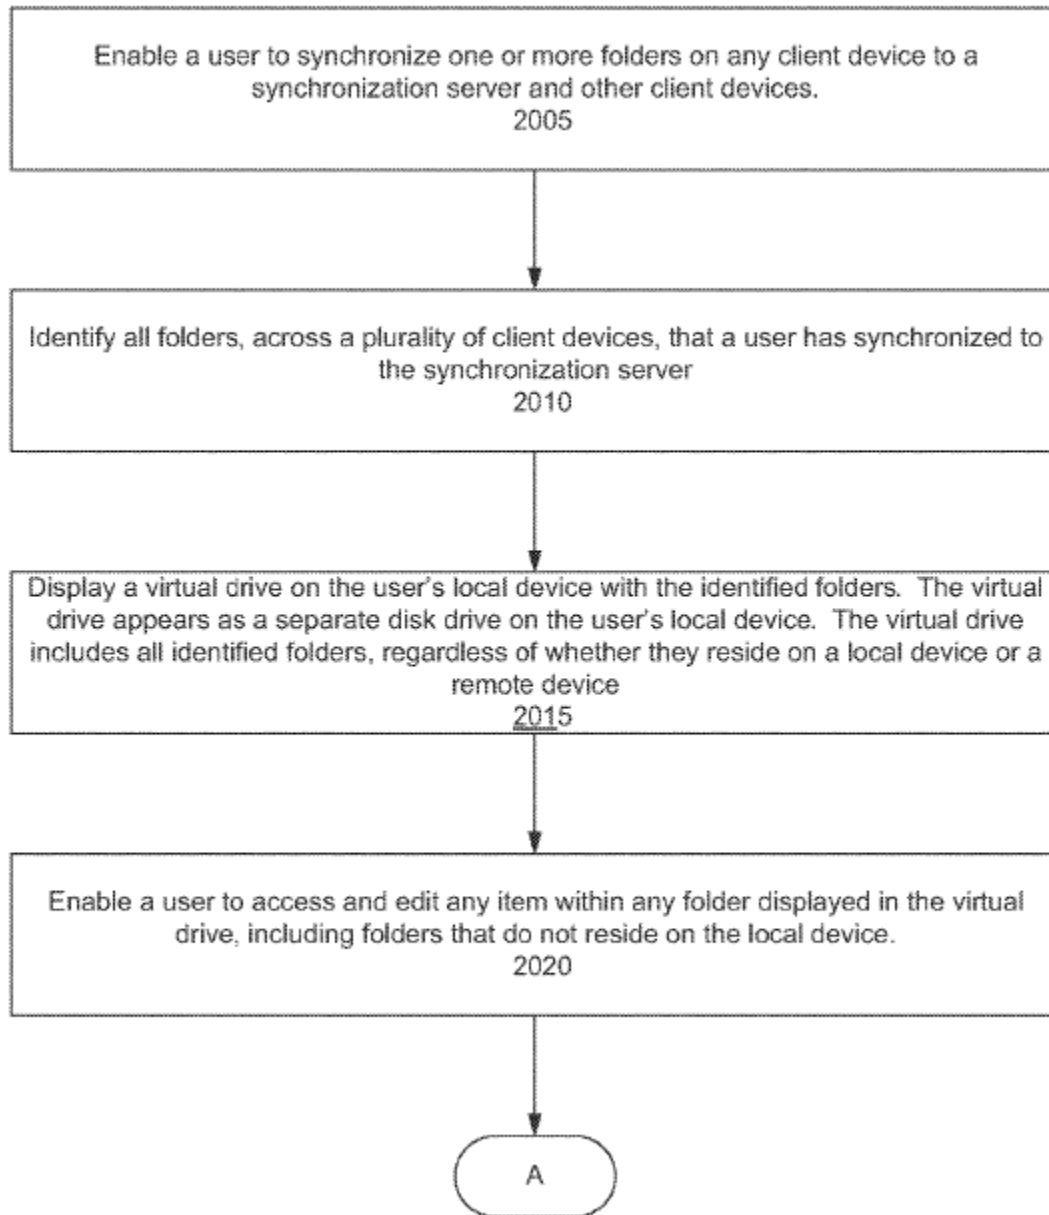 Enable a user to synchronize one or more folders on any client device to a
synchronization server and other client devices.
2005
Identify all folders, across a plurality of client devices, that a user has synchronized to
the synchronization server
2010
Display a virtual drive on the user's local device with the identified folders.  The virtual
drive appears as a separate disk drive on the user's local device.  The virtual drive
includes all identified folders, regardless of whether they reside on a local device or a
remote device
2015
Enable a user to access and edit any item within any folder displayed in the virtual
drive, including folders that do not reside on the local device.
2020
A